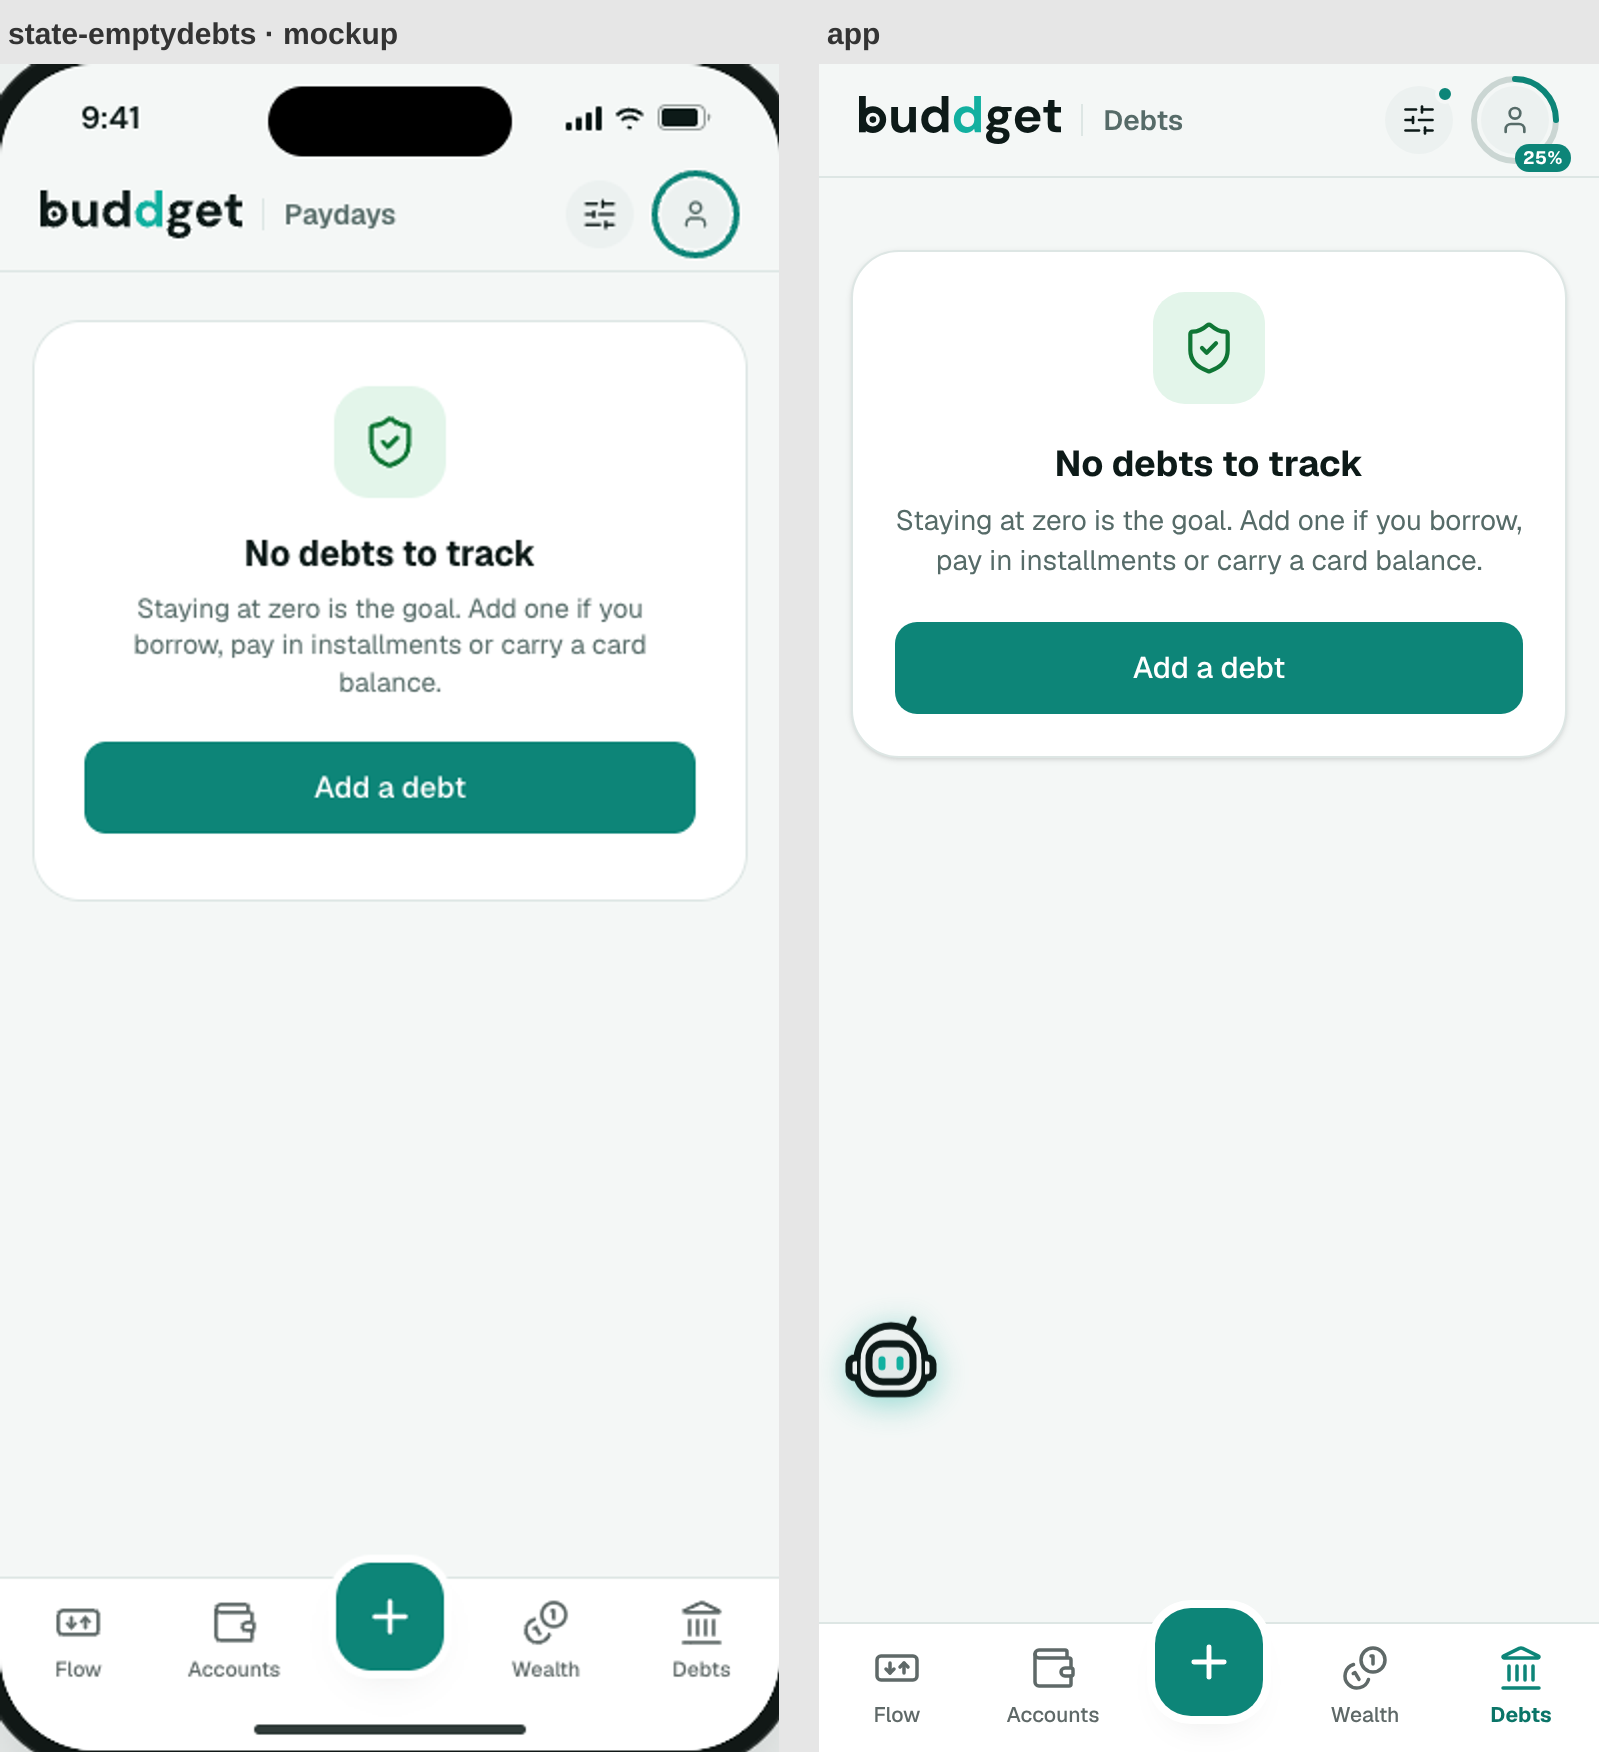 state-emptydebts · mockup
9:41
buddget
Paydays
No debts to track
Staying at zero is the goal. Add one if you
borrow, pay in installments or carry a card
balance.
Add a debt
Flow
Accounts
Wealth
Debts
app
buddget
Debts
25%
No debts to track
Staying at zero is the goal. Add one if you borrow,
pay in installments or carry a card balance.
Add a debt
Flow
Accounts
Wealth
Debts